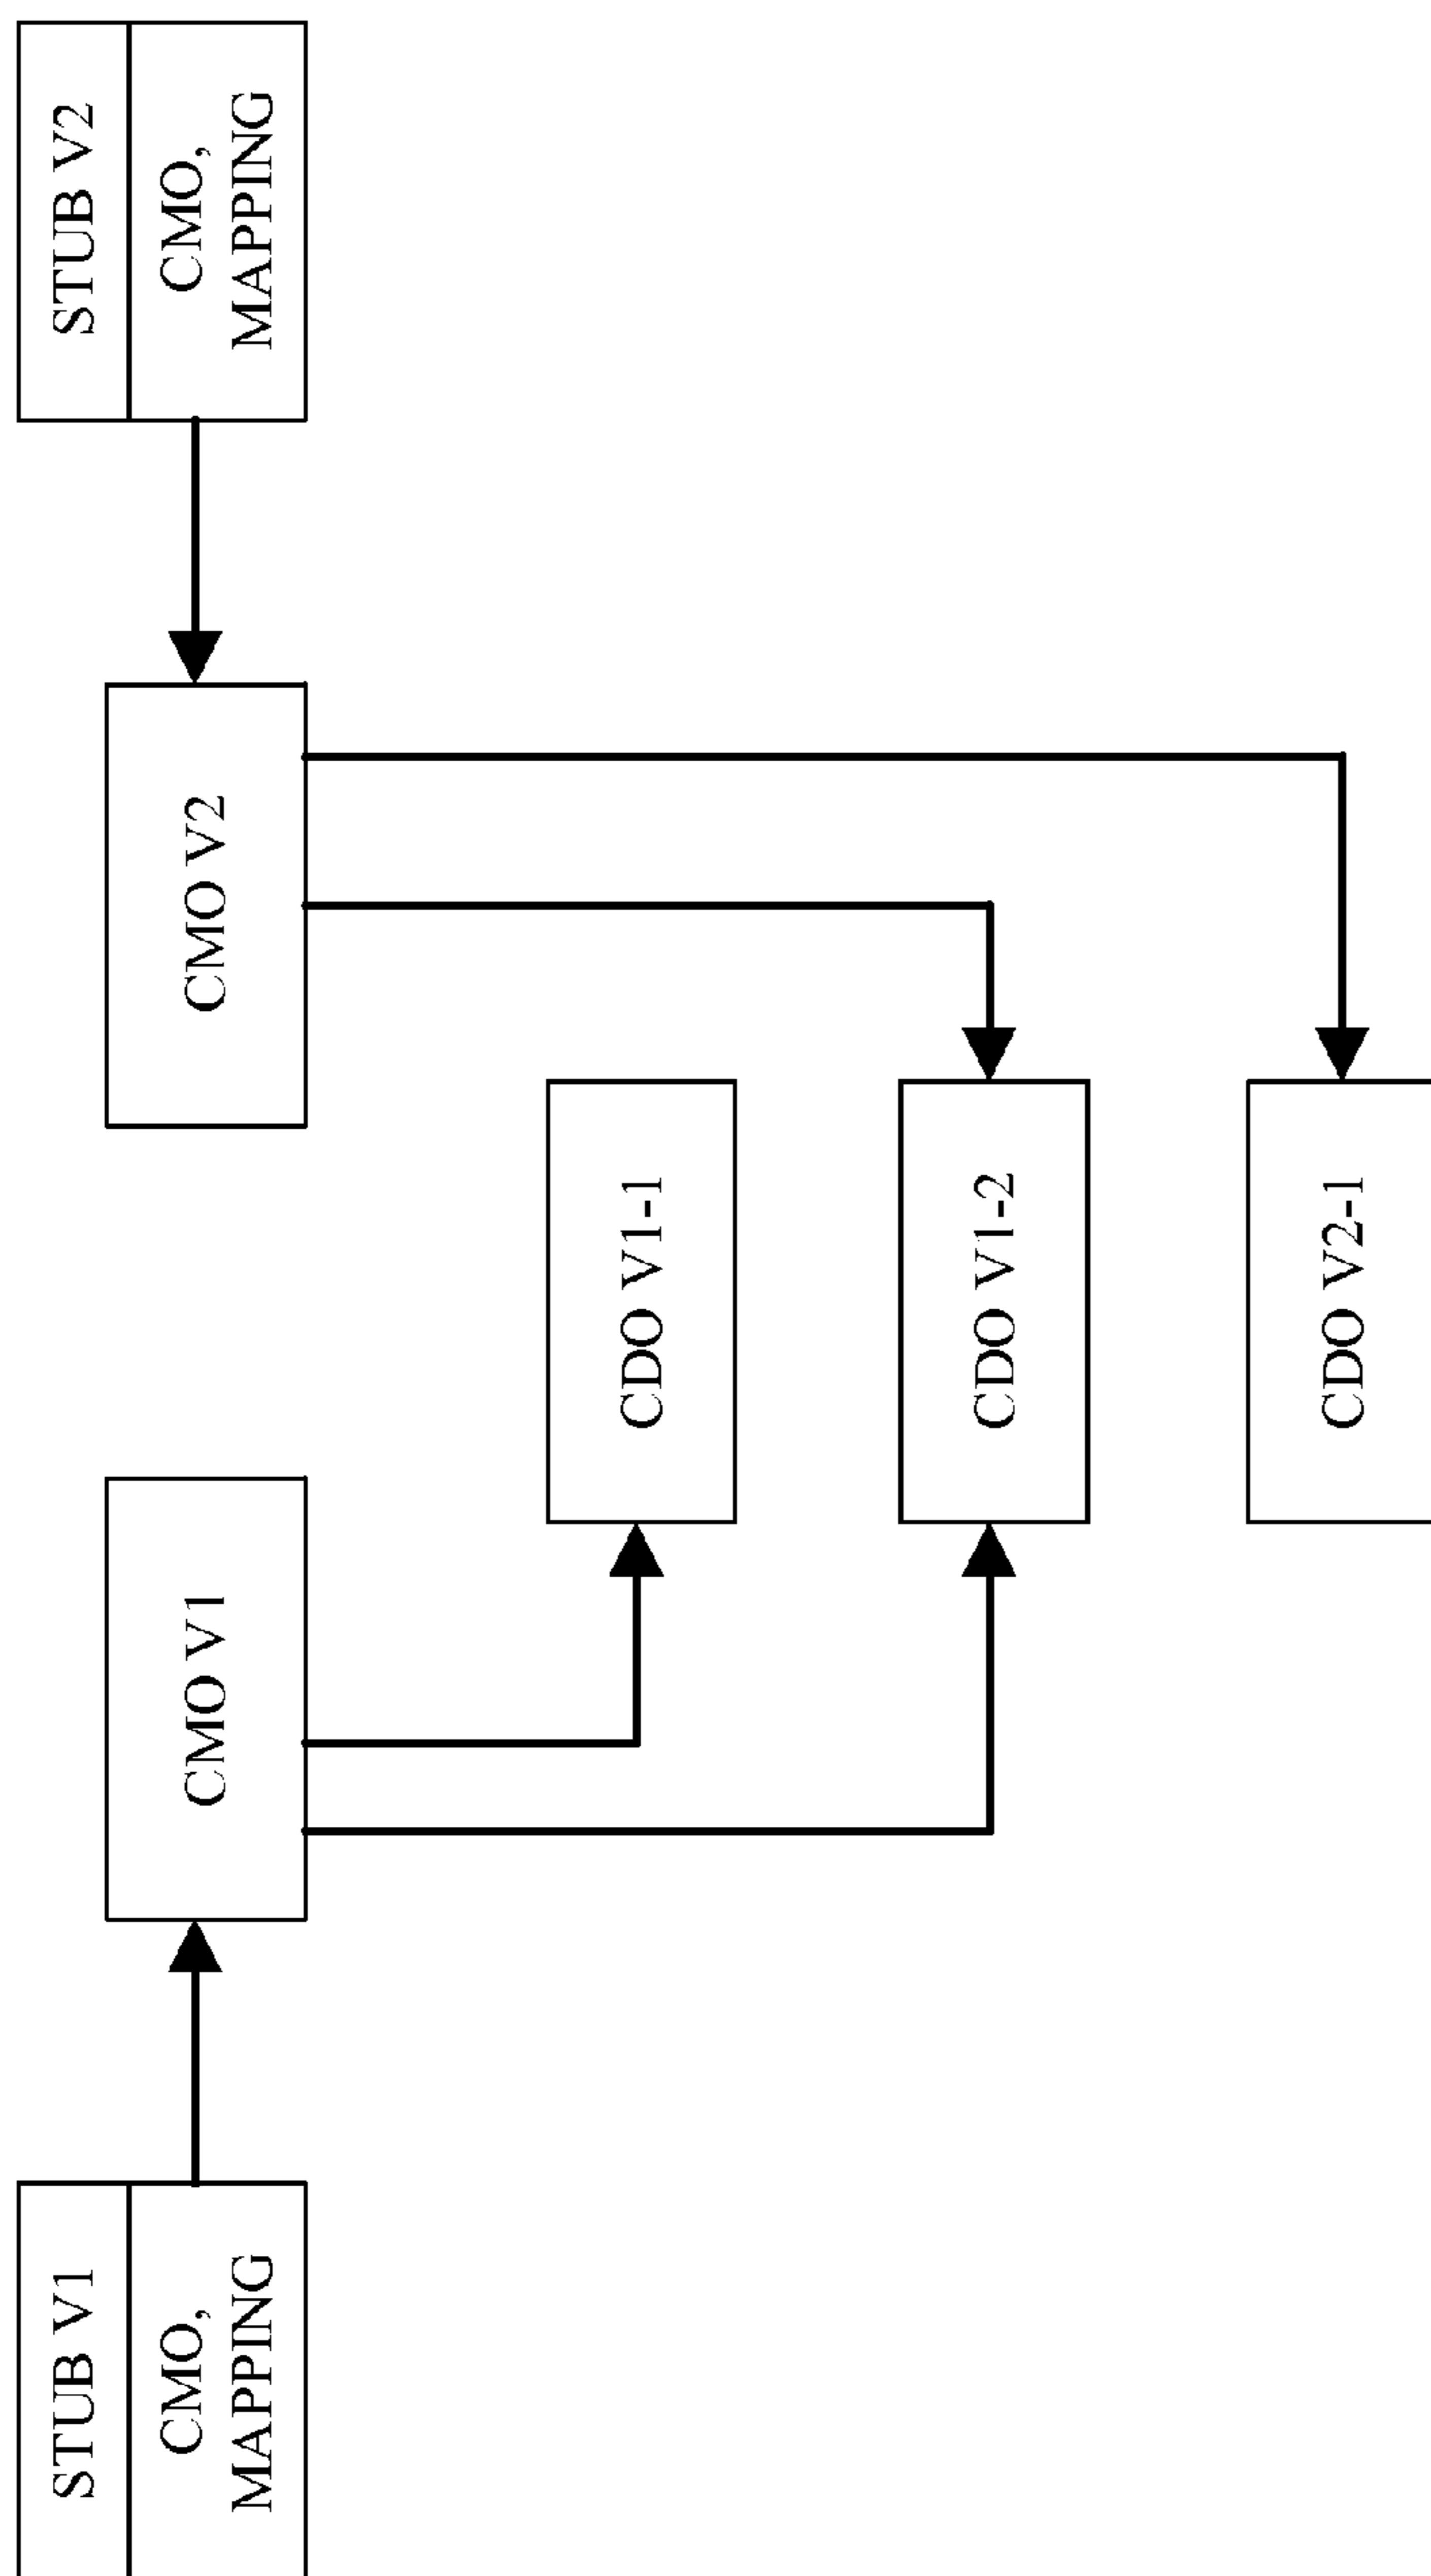 STUB V1
CMO,
MAPPING
CMO V1
CMO V2
STUB V2
CMO,
MAPPING
CDO V1-1
CDO V1-2
CDO V2-1